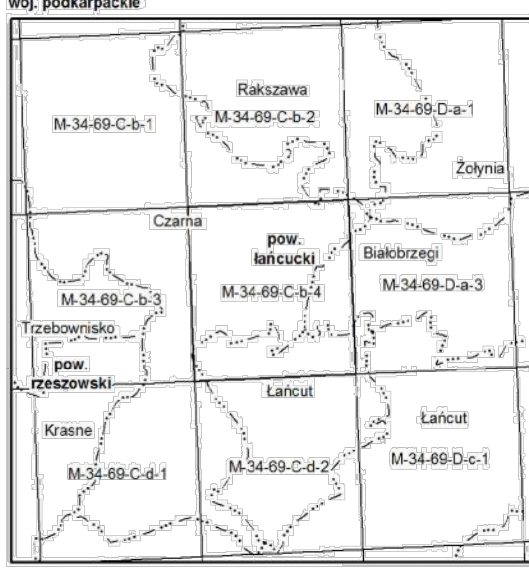 woj. podkarpackie
Rakszawa
M-34-69-C-b-1
M-34-69-C-b-2
M-34-69-D-a-1
Żołynia
Czarna
pow.
łańcucki
Białobrzegi
M-34-69-C-b-3
M-34-69-C-b-4
M-34-69-D-a-3
Trzebownisko
pow.
rzeszowski
Łańcut
Łańcut
Krasne
M-34-69-C-d-1
M-34-69-C-d-2
M-34-69-D-c-1